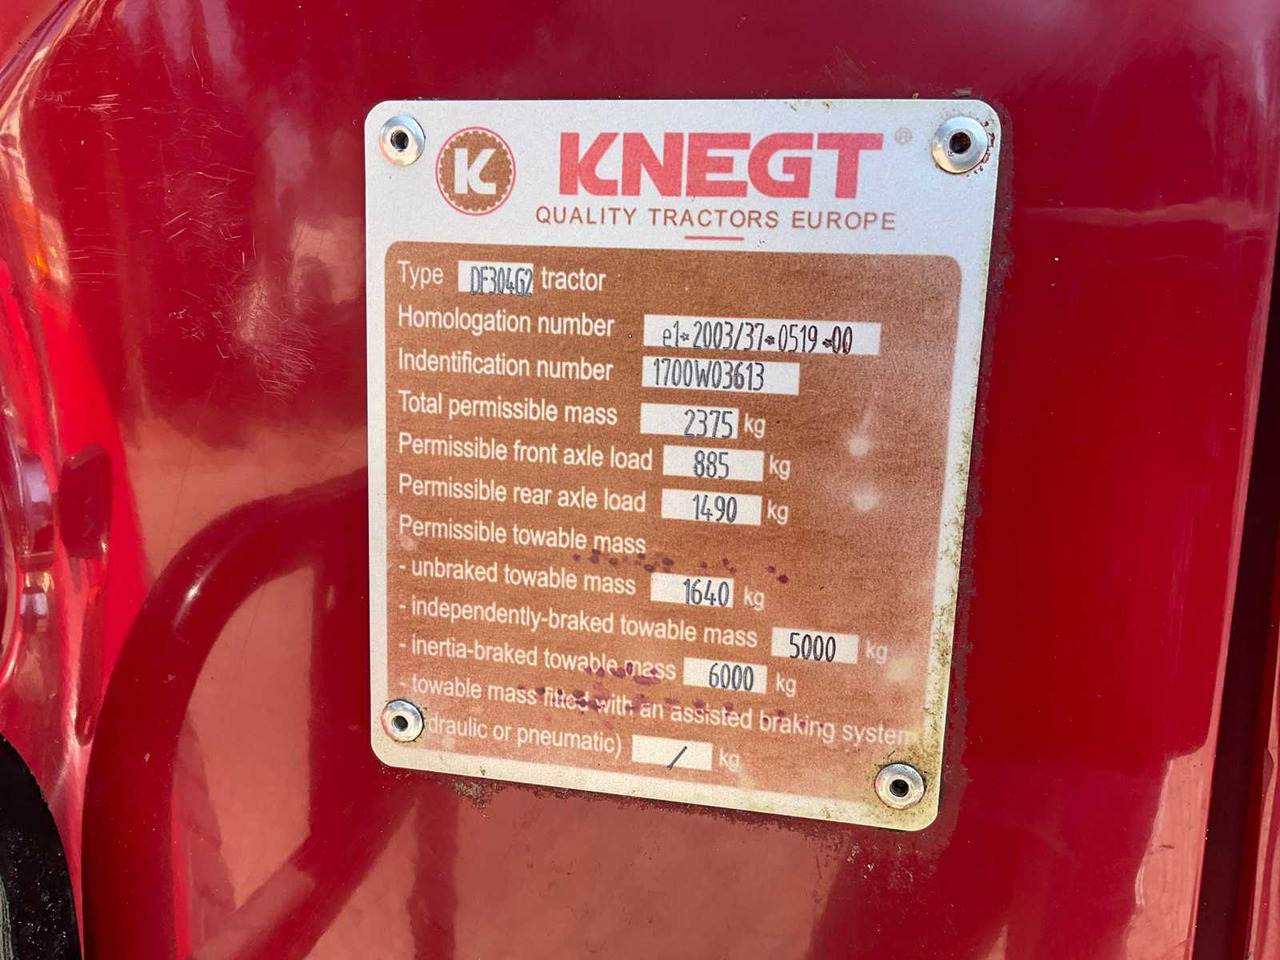 K KNEGT ®
QUALITY TRACTORS EUROPE
Type DF304G2 tractor
Homologation number e1*2003/37*0519*00
Indentification number 1700W03613
Total permissible mass 2375 kg
Permissible front axle load 885 kg
Permissible rear axle load 1490 kg
Permissible towable mass
- unbraked towable mass 1640 kg
- independently-braked towable mass 5000 kg
- inertia-braked towable mass 6000 kg
- towable mass fitted with an assisted braking system
draulic or pneumatic) / kg